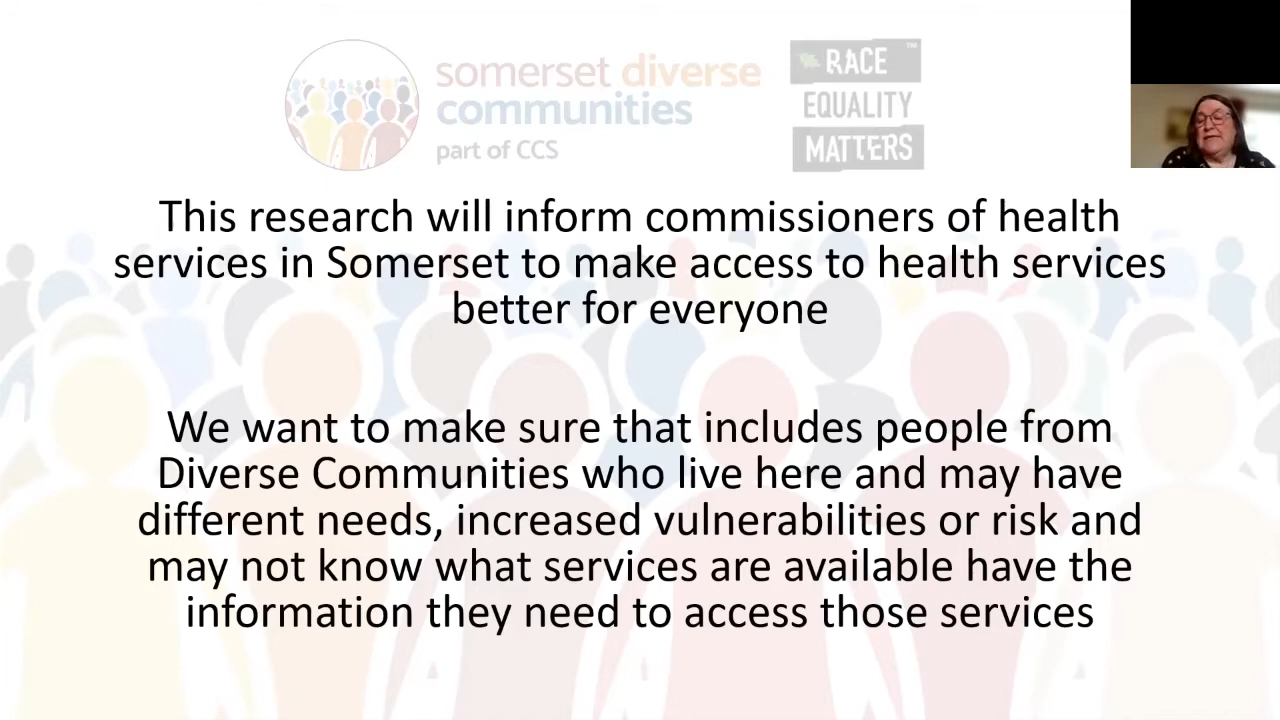 somerset diverse
communities
part of CCS
RACE™
EQUALITY
MATTERS
This research will inform commissioners of health
services in Somerset to make access to health services
better for everyone
We want to make sure that includes people from
Diverse Communities who live here and may have
different needs, increased vulnerabilities or risk and
may not know what services are available have the
information they need to access those services